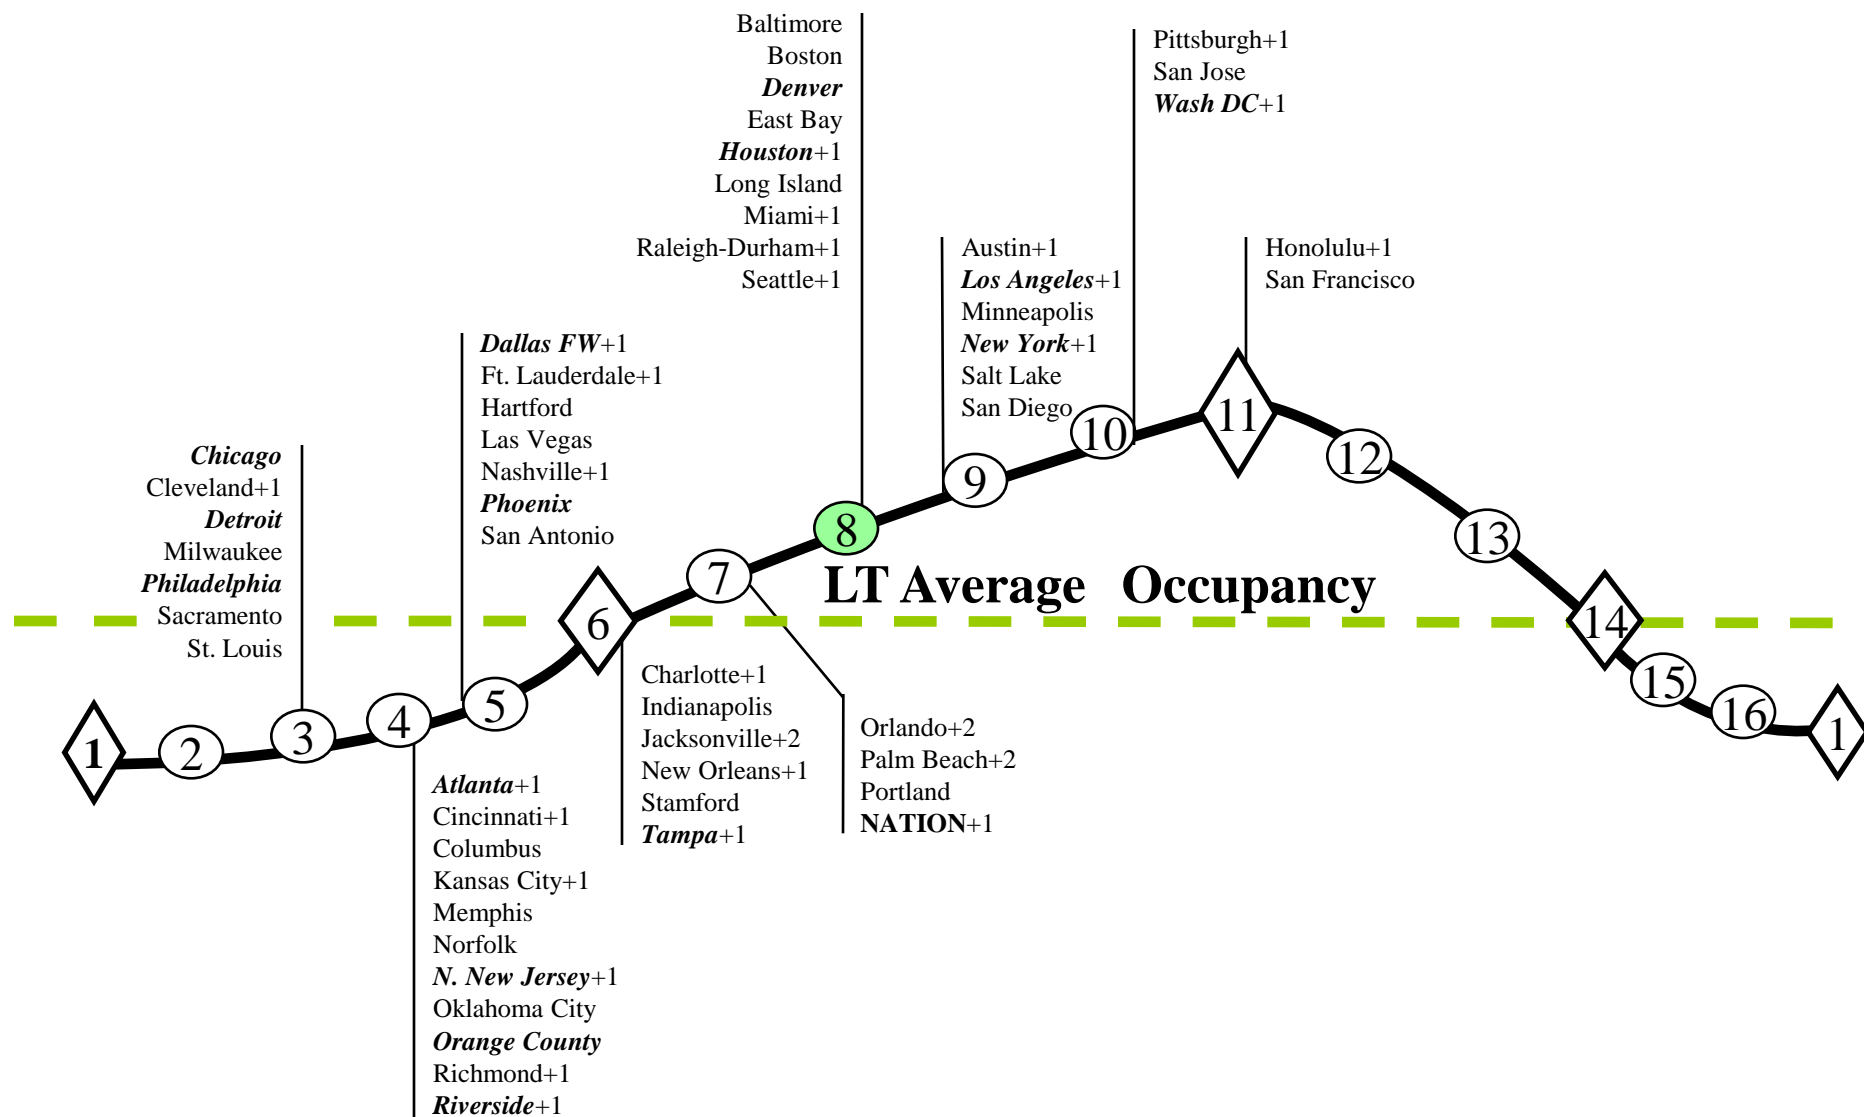 Baltimore
Boston
Denver
East Bay
Houston+1
Long Island
Miami+1
Raleigh-Durham+1
Seattle+1
Pittsburgh+1
San Jose
Wash DC+1
Austin+1
Los Angeles+1
Minneapolis
New York+1
Salt Lake
San Diego
Honolulu+1
San Francisco
Dallas FW+1
Ft. Lauderdale+1
Hartford
Las Vegas
Nashville+1
Phoenix
San Antonio
Chicago
Cleveland+1
Detroit
Milwaukee
Philadelphia
Sacramento
St. Louis
1
2
3
4
5
6
7
8
9
10
11
12
13
14
15
16
1
LT Average Occupancy
Atlanta+1
Cincinnati+1
Columbus
Kansas City+1
Memphis
Norfolk
N. New Jersey+1
Oklahoma City
Orange County
Richmond+1
Riverside+1
Charlotte+1
Indianapolis
Jacksonville+2
New Orleans+1
Stamford
Tampa+1
Orlando+2
Palm Beach+2
Portland
NATION+1